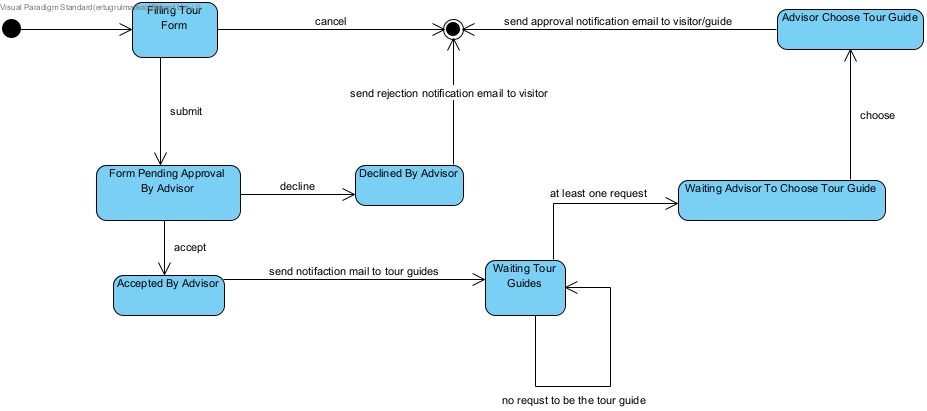 Visual Paradigm Standard(ertugrulma
Filling Tour
Form
cancel
send approval notification email to visitor/guide
Advisor Choose Tour Guide
send rejection notification email to visitor
submit
choose
Form Pending Approval
By Advisor
decline
Declined By Advisor
at least one request
Waiting Advisor To Choose Tour Guide
accept
send notifaction mail to tour guides
Accepted By Advisor
Waiting Tour
Guides
no requst to be the tour guide